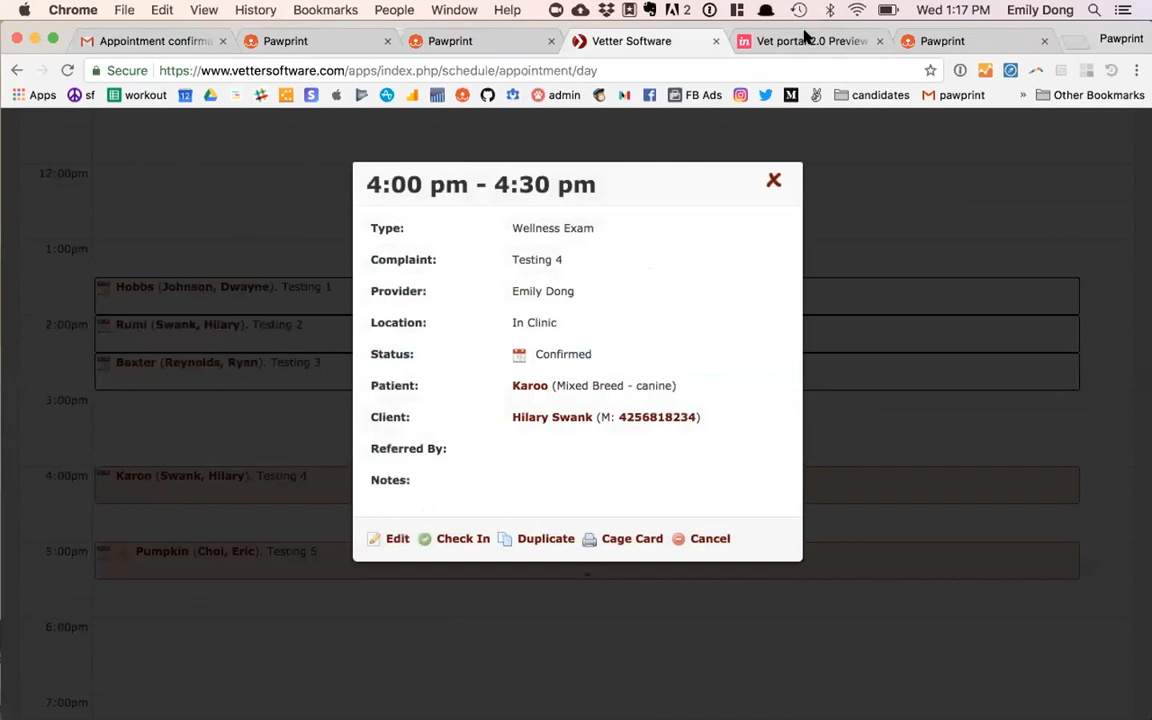 Chrome File Edit View History Bookmarks People Window Help 2 Wed 1:17 PM Emily Dong
Appointment confirma × Pawprint × Pawprint × Vetter Software × in Vet portal 2.0 Preview × Pawprint × Pawprint
Secure https://www.vettersoftware.com/apps/index.php/schedule/appointment/day
Apps sf workout admin FB Ads candidates pawprint » Other Bookmarks
12:00pm
4:00 pm - 4:30 pm
Type: Wellness Exam
1:00pm
Complaint: Testing 4
Hobbs (Johnson, Dwayne). Testing 1
Provider: Emily Dong
2:00pm Rumi (Swank, Hilary). Testing 2
Location: In Clinic
Baxter (Reynolds, Ryan). Testing 3
Status: Confirmed
Patient: Karoo (Mixed Breed - canine)
3:00pm
Client: Hilary Swank (M: 4256818234)
Referred By:
4:00pm Karoo (Swank, Hilary). Testing 4
Notes:
Edit Check In Duplicate Cage Card Cancel
5:00pm Pumpkin (Choi, Eric). Testing 5
6:00pm
7:00pm